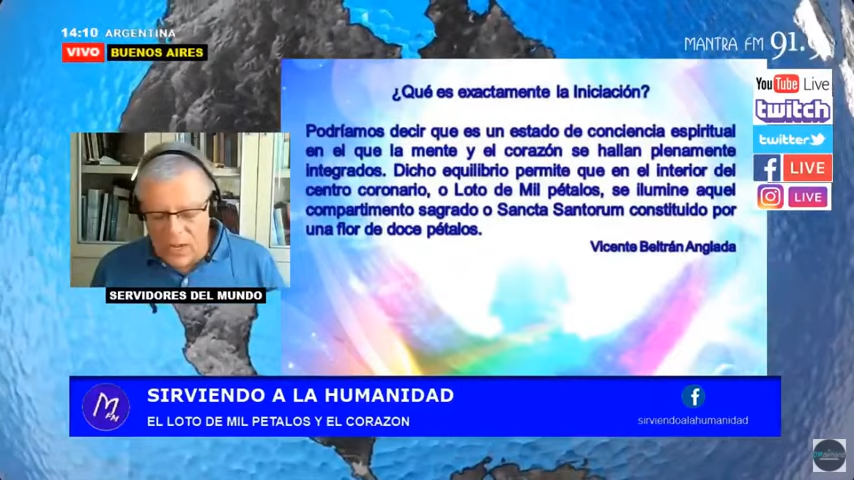 14:10 ARGENTINA
VIVO BUENOS AIRES
MANTRA FM 91.9
YouTube Live
twitch
twitter
LIVE
LIVE
¿Qué es exactamente la Iniciación?
Podríamos decir que es un estado de conciencia espiritual
en el que la mente y el corazón se hallan plenamente
integrados. Dicho equilibrio permite que en el interior del
centro coronario, o Loto de Mil pétalos, se ilumine aquel
compartimento sagrado o Sancta Santorum constituido por
una flor de doce pétalos.
Vicente Beltrán Anglada
SERVIDORES DEL MUNDO
SIRVIENDO A LA HUMANIDAD
EL LOTO DE MIL PETALOS Y EL CORAZON
sirviendoalahumanidad